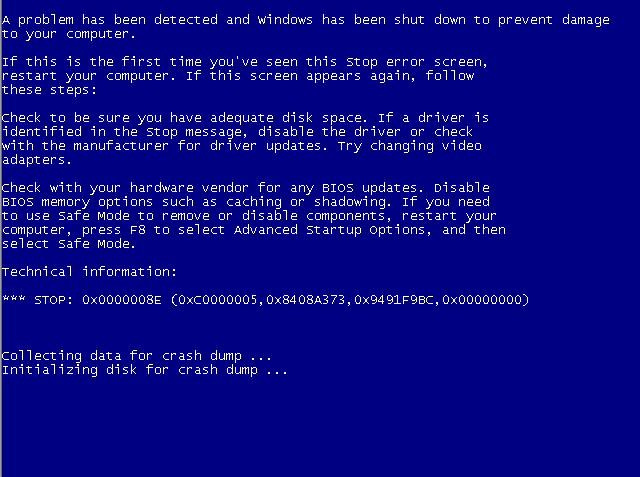 A problem has been detected and Windows has been shut down to prevent damage
to your computer.
If this is the first time you've seen this Stop error screen,
restart your computer. If this screen appears again, follow
these steps:
Check to be sure you have adequate disk space. If a driver is
identified in the Stop message, disable the driver or check
with the manufacturer for driver updates. Try changing video
adapters.
Check with your hardware vendor for any BIOS updates. Disable
BIOS memory options such as caching or shadowing. If you need
to use Safe Mode to remove or disable components, restart your
computer, press F8 to select Advanced Startup Options, and then
select Safe Mode.
Technical information:
*** STOP: 0x0000008E (0xC0000005,0x8408A373,0x9491F9BC,0x00000000)
Collecting data for crash dump ...
Initializing disk for crash dump ...